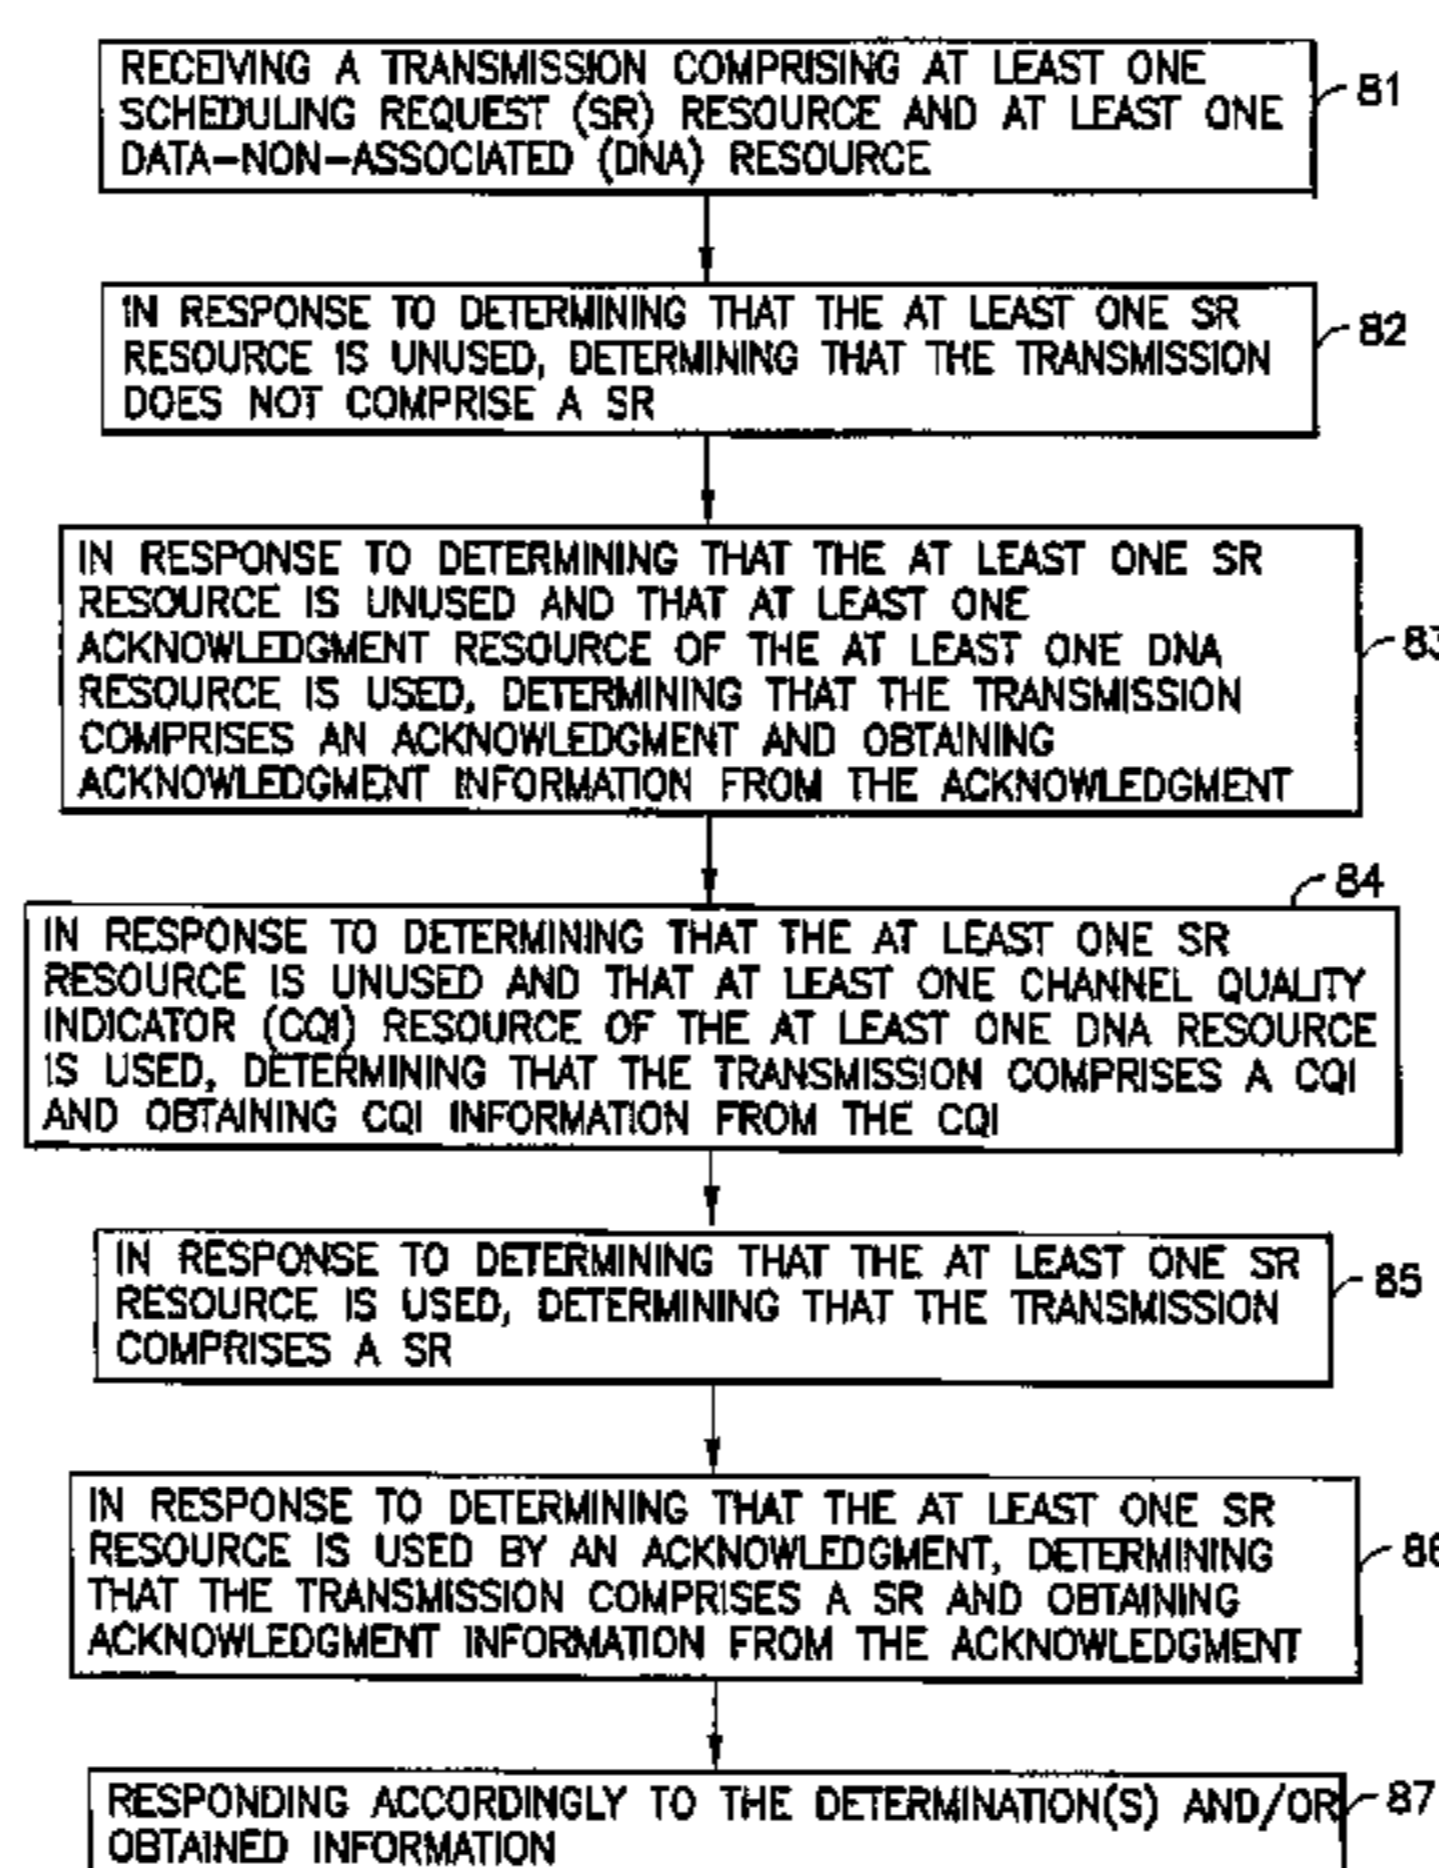 RECEIVING A TRANSMISSION COMPRISING AT LEAST ONE
SCHEDULING REQUEST (SR) RESOURCE AND AT LEAST ONE
DATA-NON-ASSOCIATED (DNA) RESOURCE
81
IN RESPONSE TO DETERMINING THAT THE AT LEAST ONE SR
RESOURCE IS UNUSED, DETERMINING THAT THE TRANSMISSION
DOES NOT COMPRISE A SR
82
IN RESPONSE TO DETERMINING THAT THE AT LEAST ONE SR
RESOURCE IS UNUSED AND THAT AT LEAST ONE
ACKNOWLEDGMENT RESOURCE OF THE AT LEAST ONE DNA
RESOURCE IS USED, DETERMINING THAT THE TRANSMISSION
COMPRISES AN ACKNOWLEDGMENT AND OBTAINING
ACKNOWLEDGMENT INFORMATION FROM THE ACKNOWLEDGMENT
83
84
IN RESPONSE TO DETERMINING THAT THE AT LEAST ONE SR
RESOURCE IS UNUSED AND THAT AT LEAST ONE CHANNEL QUALITY
INDICATOR (CQI) RESOURCE OF THE AT LEAST ONE DNA RESOURCE
IS USED, DETERMINING THAT THE TRANSMISSION COMPRISES A CQI
AND OBTAINING CQI INFORMATION FROM THE CQI
IN RESPONSE TO DETERMINING THAT THE AT LEAST ONE SR
RESOURCE IS USED, DETERMINING THAT THE TRANSMISSION
COMPRISES A SR
85
IN RESPONSE TO DETERMINING THAT THE AT LEAST ONE SR
RESOURCE IS USED BY AN ACKNOWLEDGMENT, DETERMINING
THAT THE TRANSMISSION COMPRISES A SR AND OBTAINING
ACKNOWLEDGMENT INFORMATION FROM THE ACKNOWLEDGMENT
86
RESPONDING ACCORDINGLY TO THE DETERMINATION(S) AND/OR
OBTAINED INFORMATION
87